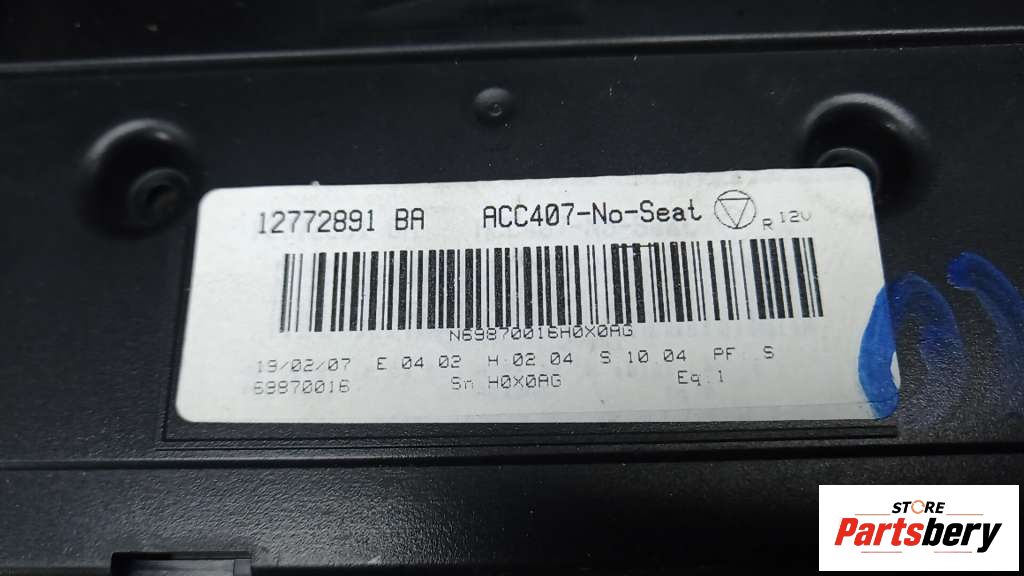 12772891 BA ACC407-No-Seat R 12V
N69870016H0X0AG
19/02/07 E 04 02 H 02 04 S 10 04 PF S
69870016 Sn H0X0AG Eq 1
STORE
Partsbery